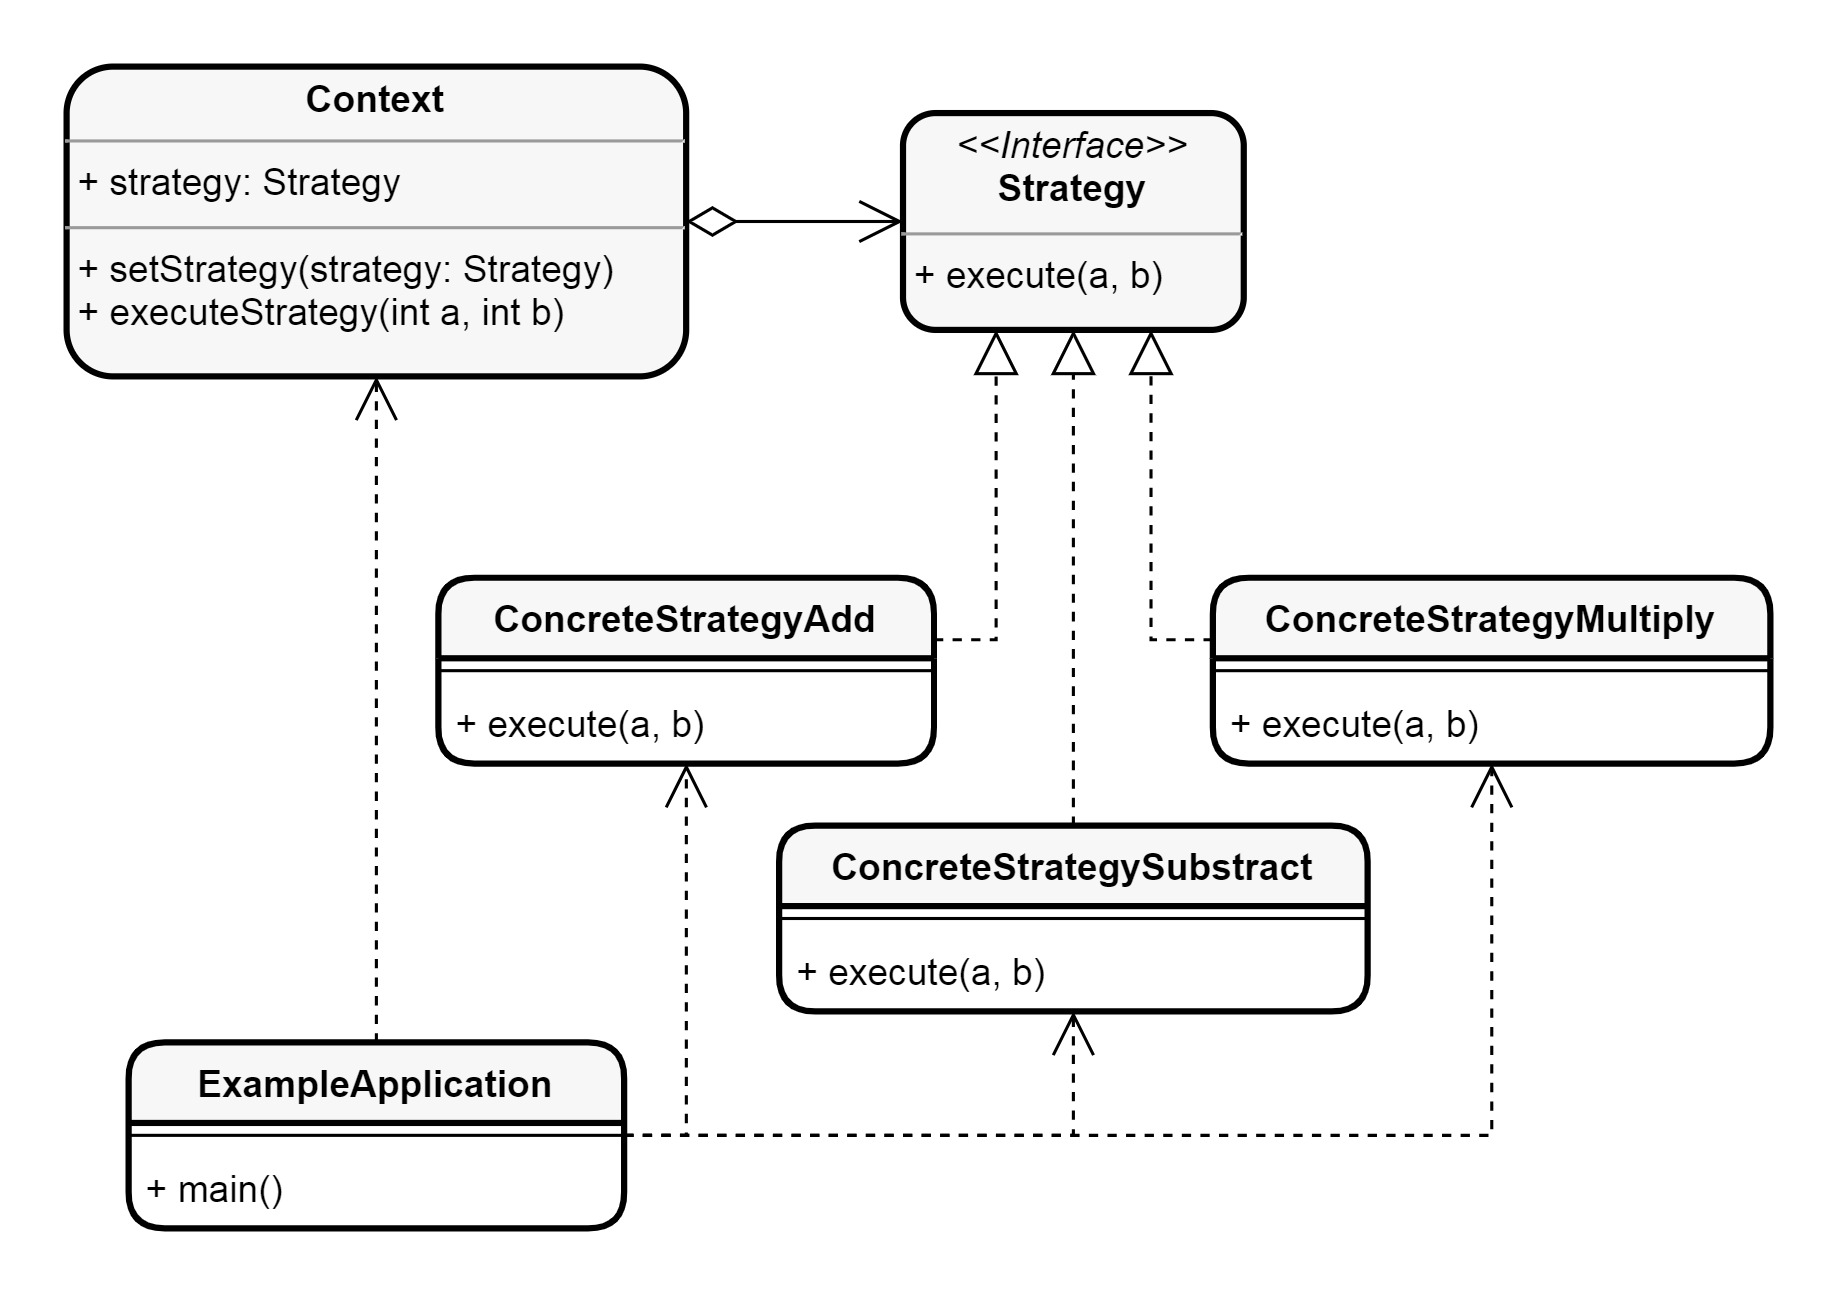 Context
+ strategy: Strategy
+ setStrategy(strategy: Strategy)
+ executeStrategy(int a, int b)
<<Interface>>
Strategy
+ execute(a, b)
ConcreteStrategyAdd
+ execute(a, b)
ConcreteStrategyMultiply
+ execute(a, b)
ConcreteStrategySubstract
+ execute(a, b)
ExampleApplication
+ main()